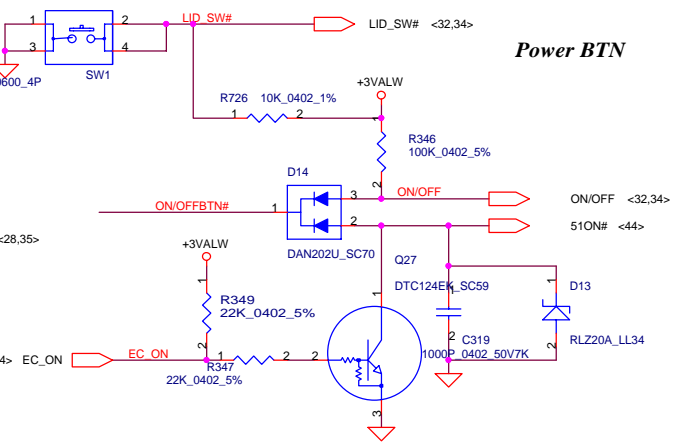 1 2 LID_SW# LID_SW# <32,34>
Power BTN
3 4
0600_4P SW1
+3VALW
R726 10K_0402_1%
1 2
1
R346
100K_0402_5%
2
D14
ON/OFFBTN# 1 3 ON/OFF ON/OFF <32,34>
2 51ON# <44>
DAN202U_SC70
<28,35>
+3VALW
Q27
DTC124EK_SC59
D13
1 1 1 1
R349
22K_0402_5%
2 2 2
C319
1000P_0402_50V7K
RLZ20A_LL34
4> EC_ON EC_ON 1 2 2
R347
22K_0402_5%
3